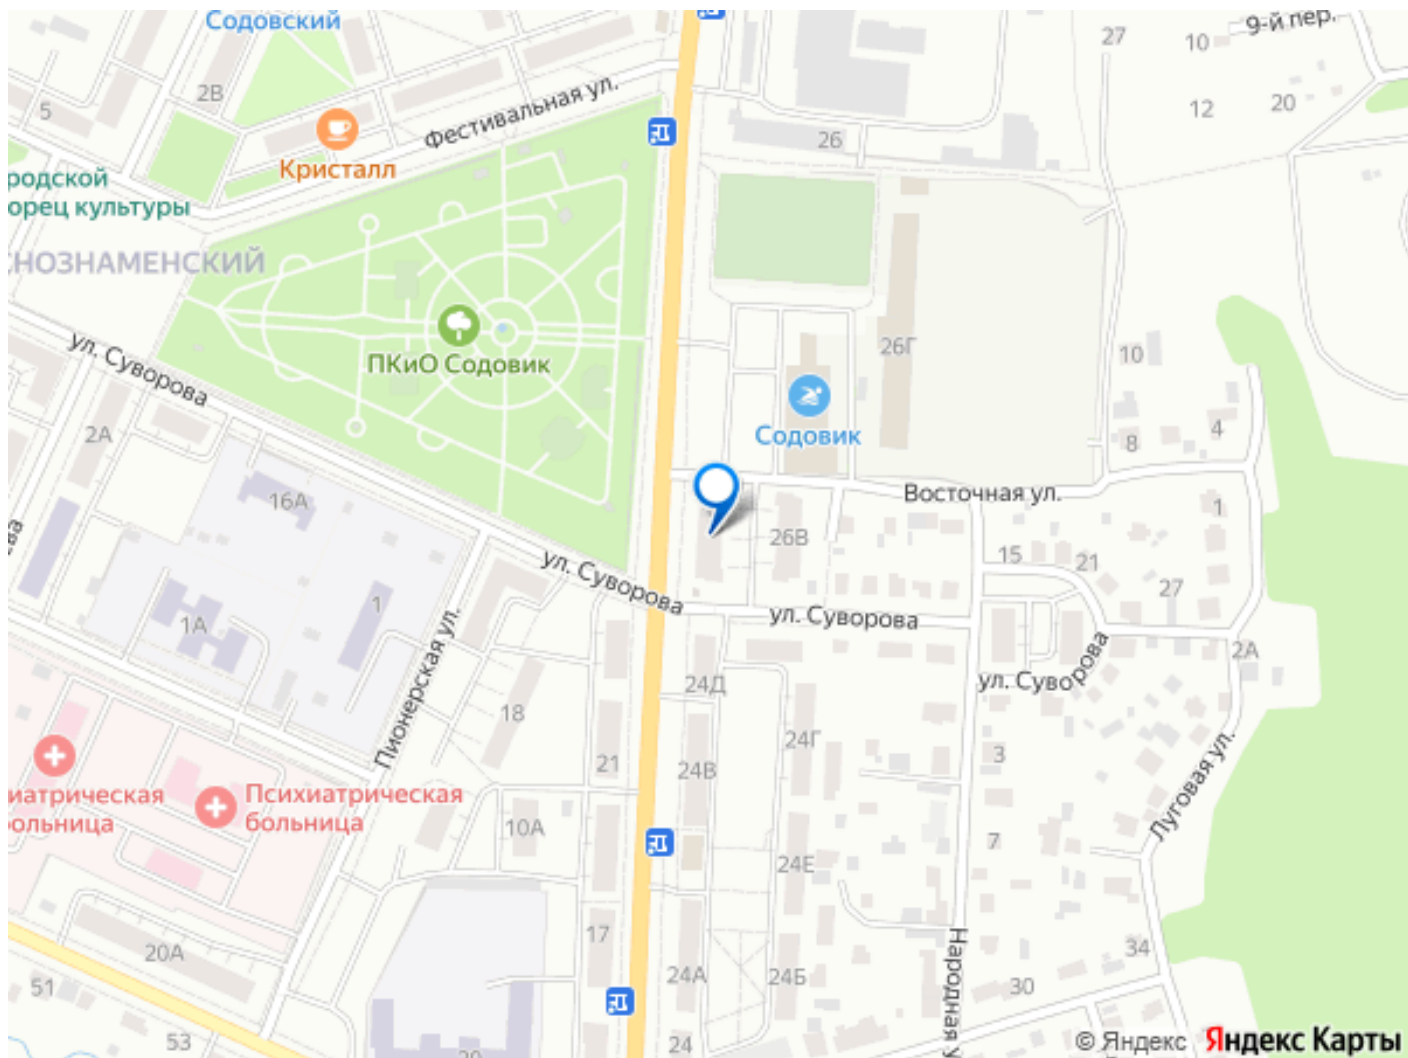 Содовский
9-й пер.
27
10
2В
5
12
20
Фестивальная ул.
26
Кристалл
родской
орец культуры
НОЗНАМЕНСКИЙ
ул. Суворова
ПКиО Содовик
26Г
10
Содовик
2А
8
4
16А
Восточная ул.
1
26В
ул. Суворова
15
21
27
1
1А
ул. Суворова
2А
Пионерская ул.
24Д
ул. Суворова
18
24Г
3
21
24В
Луговая ул.
иатрическая
ольница
Психиатрическая
больница
10А
7
24Е
17
Народная у
34
20А
24А
24Б
30
51
53
24
© Яндекс Яндекс Карты